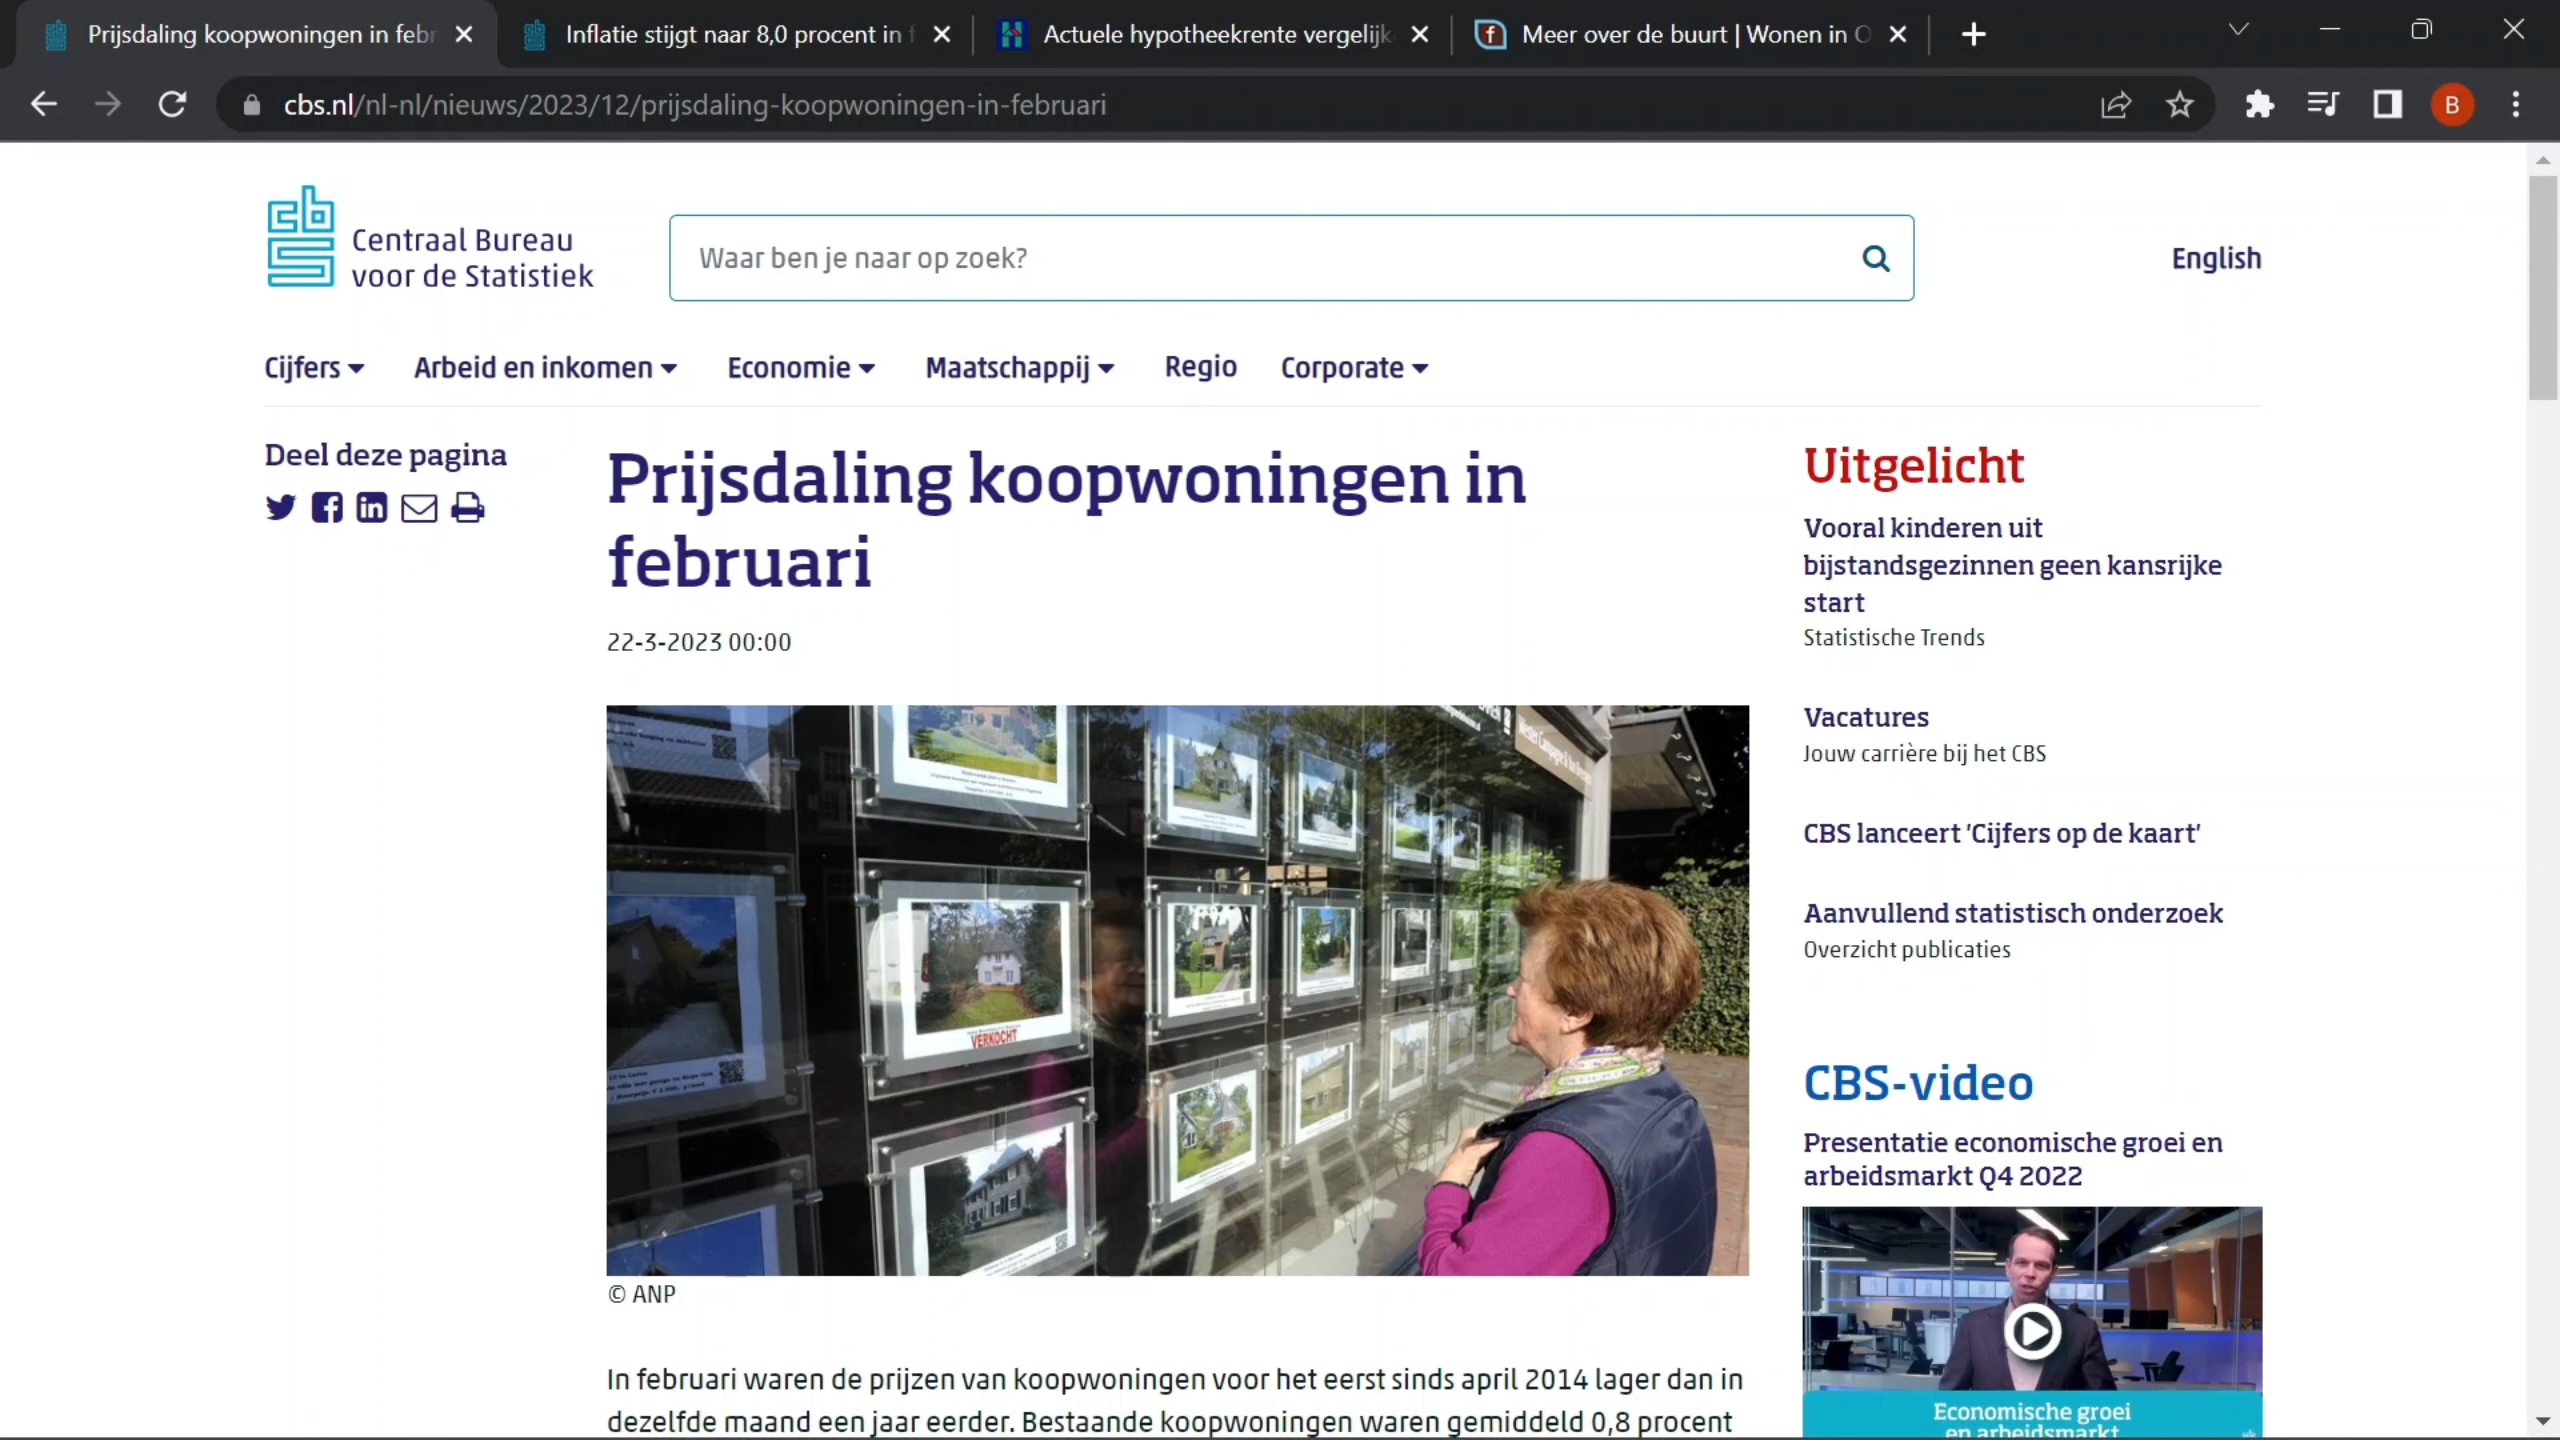 Prijsdaling koopwoningen in febr
Inflatie stijgt naar 8,0 procent in f
Actuele hypotheekrente vergelijk
Meer over de buurt | Wonen in O
cbs.nl/nl-nl/nieuws/2023/12/prijsdaling-koopwoningen-in-februari
B
cbs
Centraal Bureau
voor de Statistiek
Waar ben je naar op zoek?
English
Cijfers
Arbeid en inkomen
Economie
Maatschappij
Regio
Corporate
Deel deze pagina
Prijsdaling koopwoningen in
februari
22-3-2023 00:00
VERKOCHT
© ANP
In februari waren de prijzen van koopwoningen voor het eerst sinds april 2014 lager dan in
dezelfde maand een jaar eerder. Bestaande koopwoningen waren gemiddeld 0,8 procent
Uitgelicht
Vooral kinderen uit
bijstandsgezinnen geen kansrijke
start
Statistische Trends
Vacatures
Jouw carrière bij het CBS
CBS lanceert 'Cijfers op de kaart'
Aanvullend statistisch onderzoek
Overzicht publicaties
CBS-video
Presentatie economische groei en
arbeidsmarkt Q4 2022
Economische groei
en arbeidsmarkt